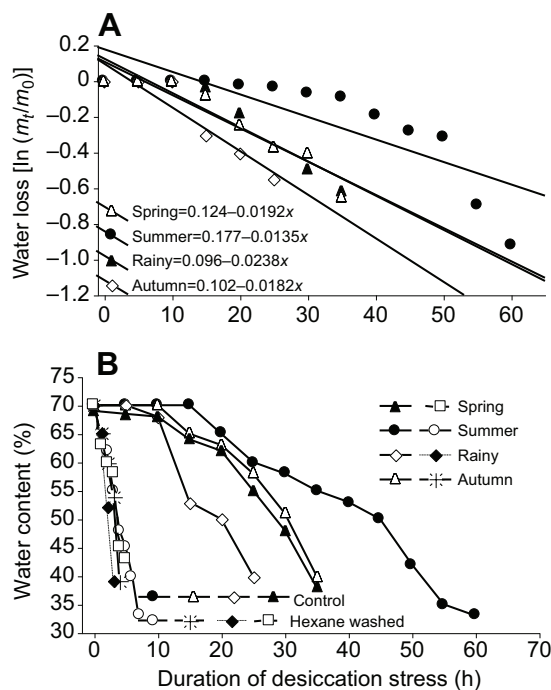 A
0.2
0
–0.2
–0.4
–0.6
–0.8
–1.0
–1.2
Water loss [ln (mt/m0)]
Spring=0.124–0.0192x
Summer=0.177–0.0135x
Rainy=0.096–0.0238x
Autumn=0.102–0.0182x
0 10 20 30 40 50 60
B
75
70
65
60
55
50
45
40
35
30
Water content (%)
Spring
Summer
Rainy
Autumn
Control
Hexane washed
0 10 20 30 40 50 60 70
Duration of desiccation stress (h)